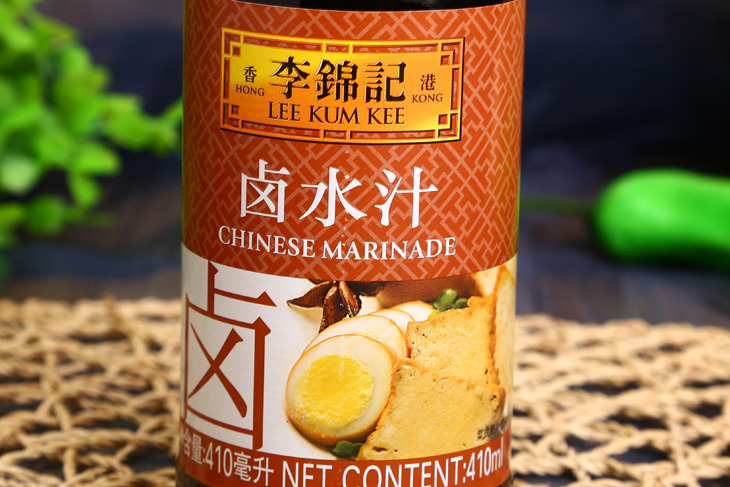 香 李錦記 港
HONG LEE KUM KEE KONG
卤水汁
CHINESE MARINADE
卤
含量:410毫升 NET CONTENT:410ml